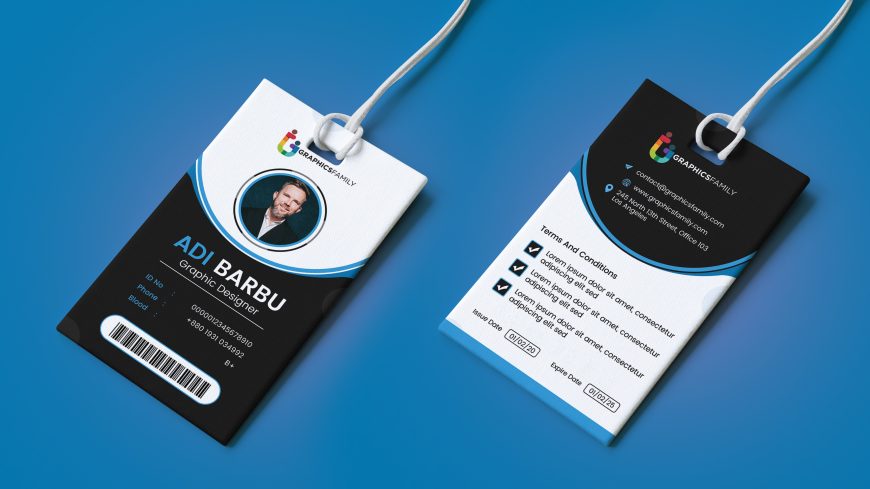 GRAPHICSFAMILY
ADI BARBU
Graphic Designer
ID No : 0000012345678910
Phone : +880 1931 034992
Blood : B+
GRAPHICSFAMILY
contact@graphicsfamily.com
www.graphicsfamily.com
245 North 13th Street, Office 103
Los Angeles
Terms And Conditions
Lorem ipsum dolor sit amet, consectetur
adipiscing elit sed
Lorem ipsum dolor sit amet, consectetur
adipiscing elit sed
Lorem ipsum dolor sit amet, consectetur
adipiscing elit sed
Issue Date 01/02/20
Expire Date 01/02/25